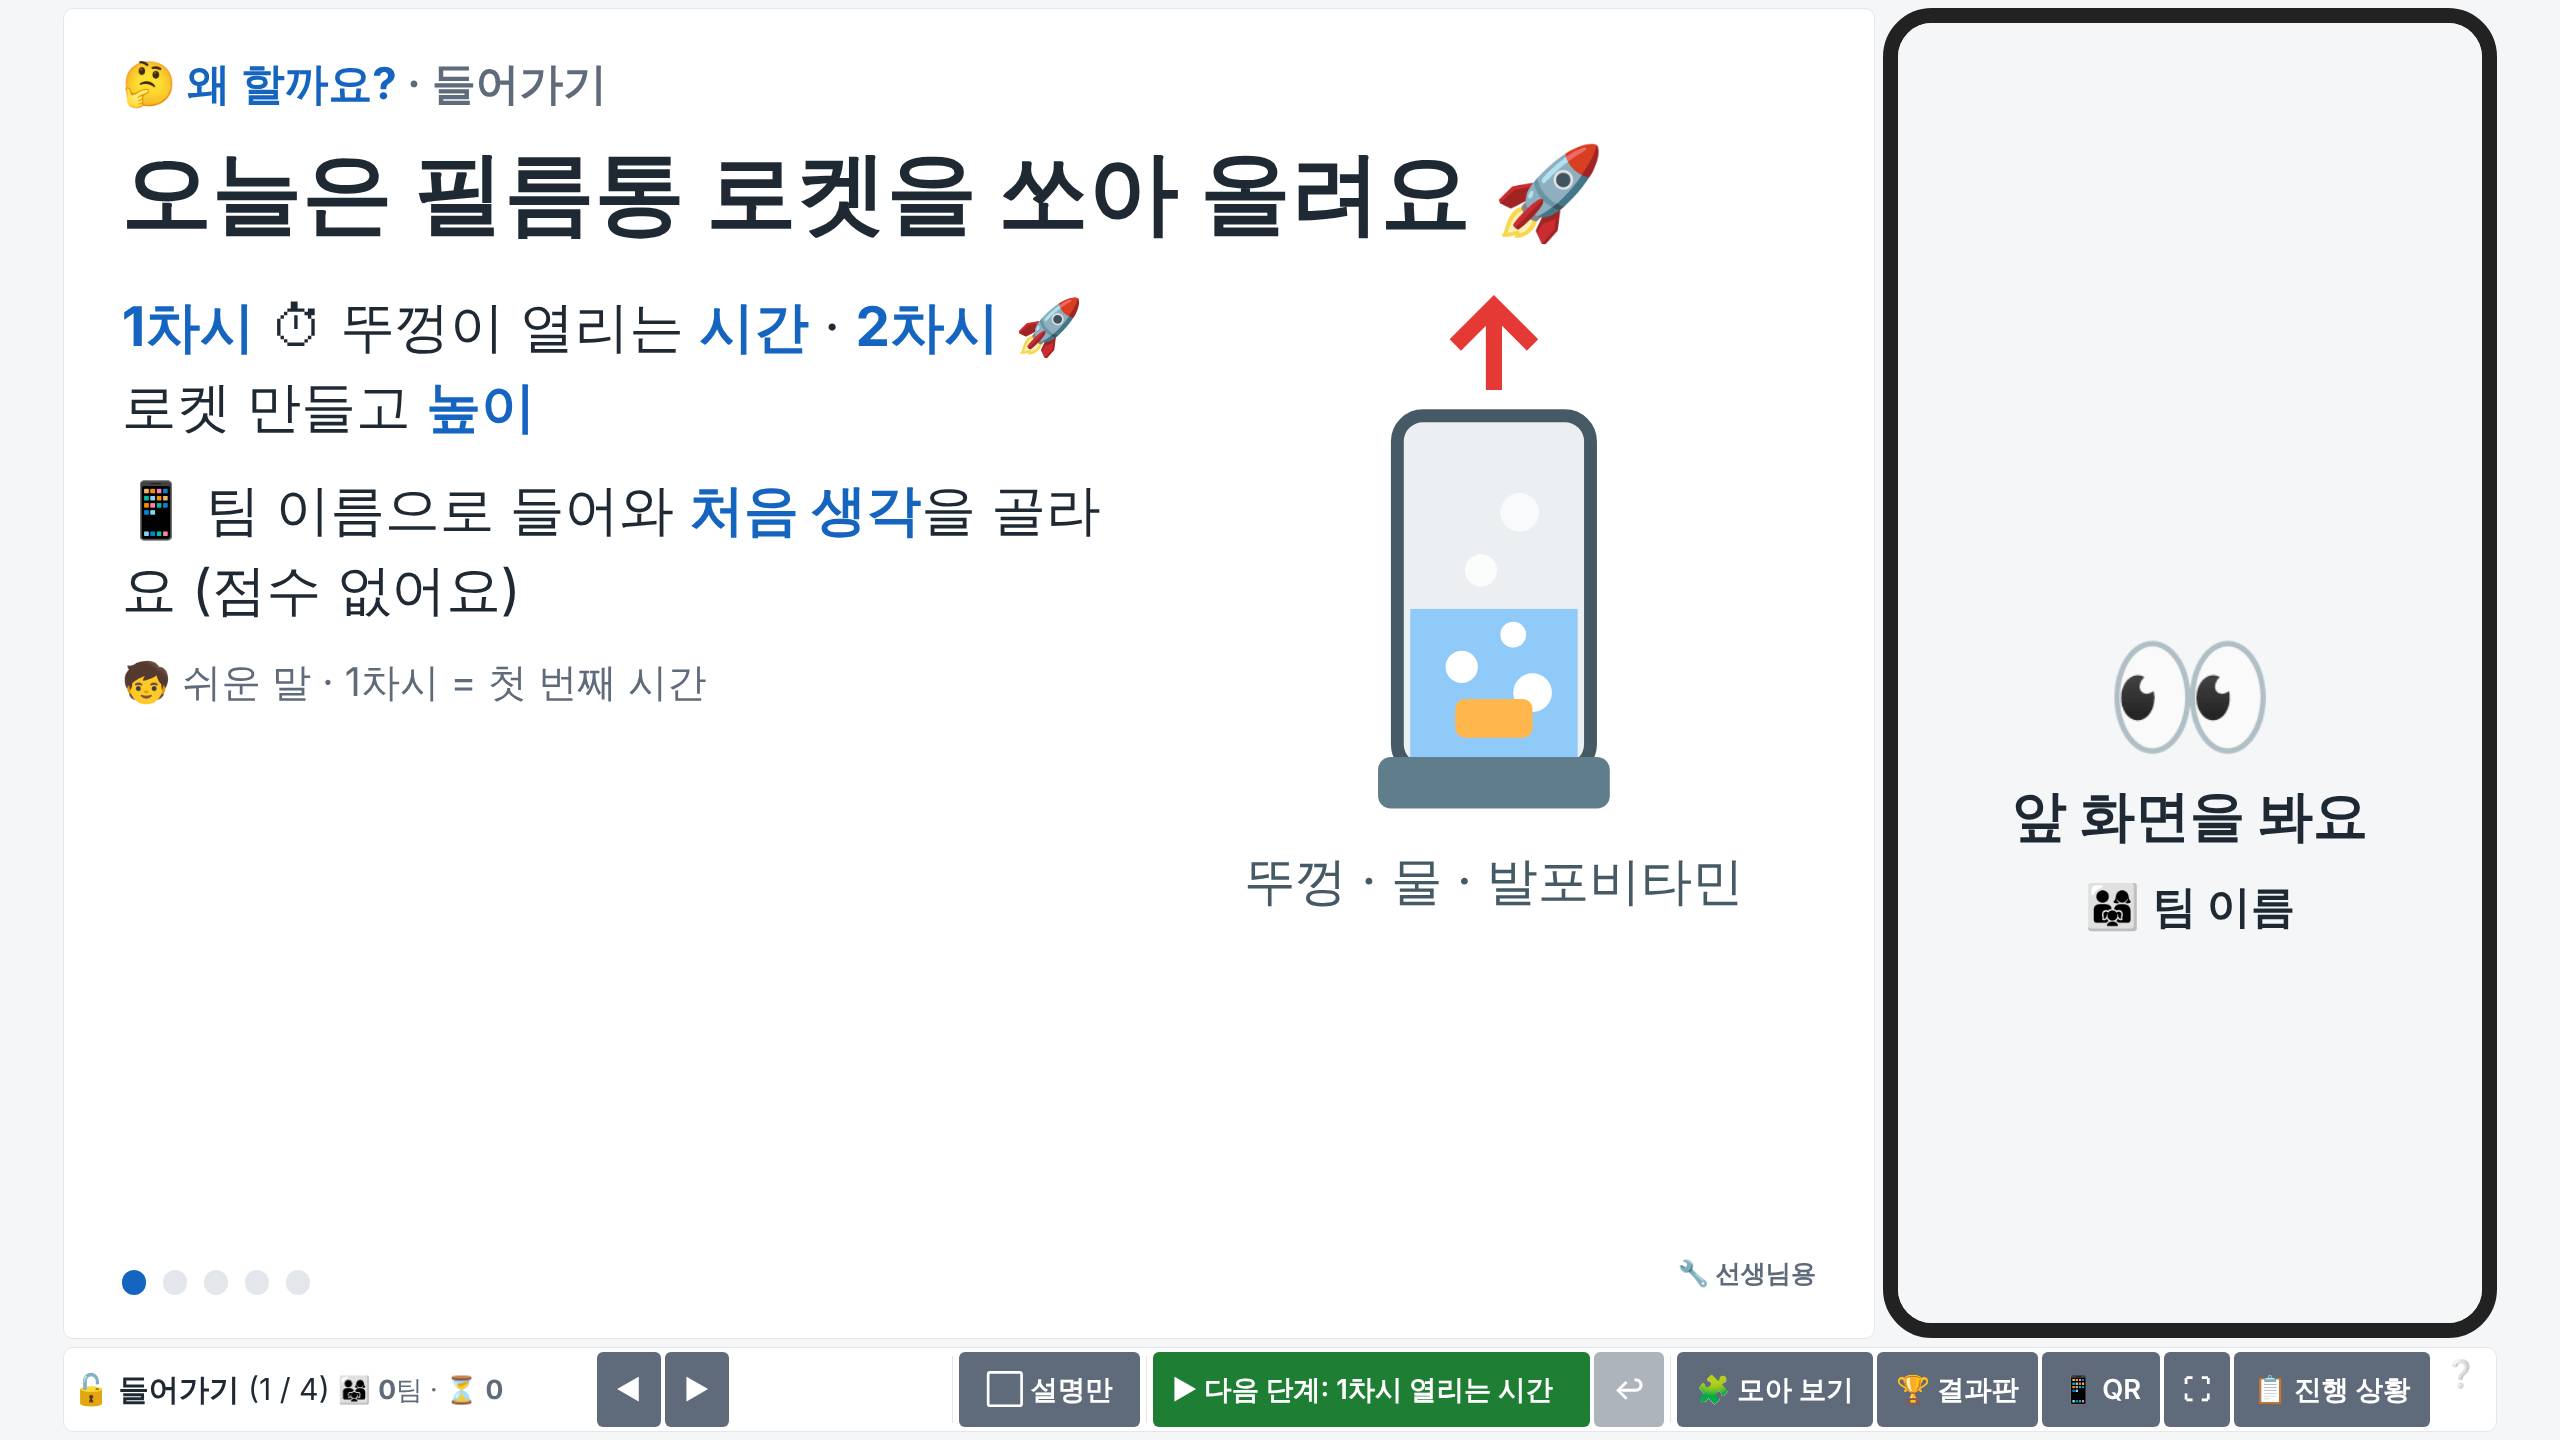 🤔 왜 할까요? · 들어가기
오늘은 필름통 로켓을 쏘아 올려요 🚀
1차시 ⏱ 뚜껑이 열리는 시간 · 2차시 🚀
로켓 만들고 높이
📱 팀 이름으로 들어와 처음 생각을 골라
요 (점수 없어요)
🧒 쉬운 말 · 1차시 = 첫 번째 시간
뚜껑 · 물 · 발포비타민
🔧 선생님용
👀
앞 화면을 봐요
👨‍👩‍👧 팀 이름
🔓 들어가기 (1 / 4) 👨‍👩‍👧 0팀 · ⏳ 0 ◀ ▶ 설명만 ▶ 다음 단계: 1차시 열리는 시간 ↩ 🧩 모아 보기 🏆 결과판 📱 QR ⛶ 📋 진행 상황 ❔